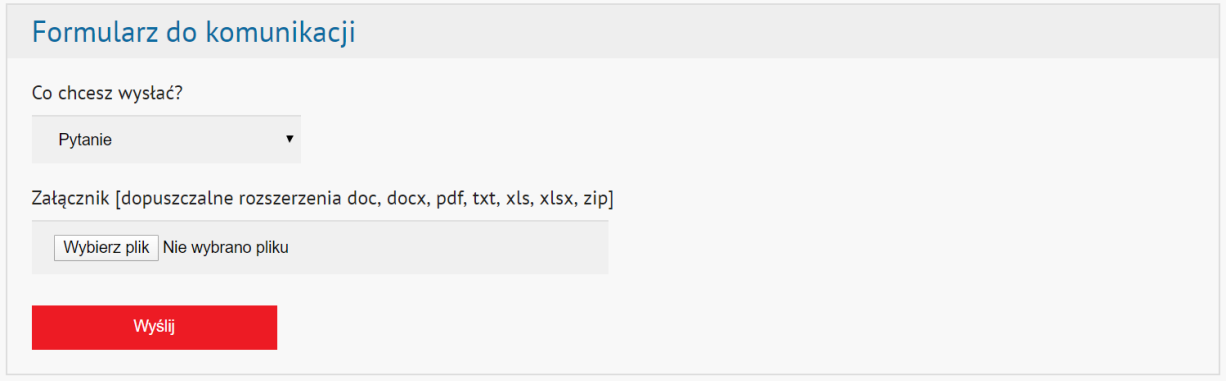 Formularz do komunikacji
Co chcesz wysłać?
Pytanie
Załącznik [dopuszczalne rozszerzenia doc, docx, pdf, txt, xls, xlsx, zip]
Wybierz plik Nie wybrano pliku
Wyślij